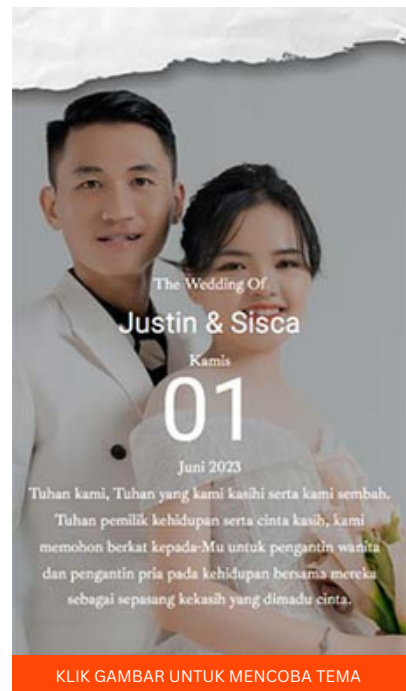 The Wedding Of
Justin & Sisca
Kamis
01
Juni 2023
Tuhan kami, Tuhan yang kami kasihi serta kami sembah.
Tuhan pemilik kehidupan serta cinta kasih, kami
memohon berkat kepada-Mu untuk pengantin wanita
dan pengantin pria pada kehidupan bersama mereka
sebagai sepasang kekasih yang dimadu cinta.
KLIK GAMBAR UNTUK MENCOBA TEMA